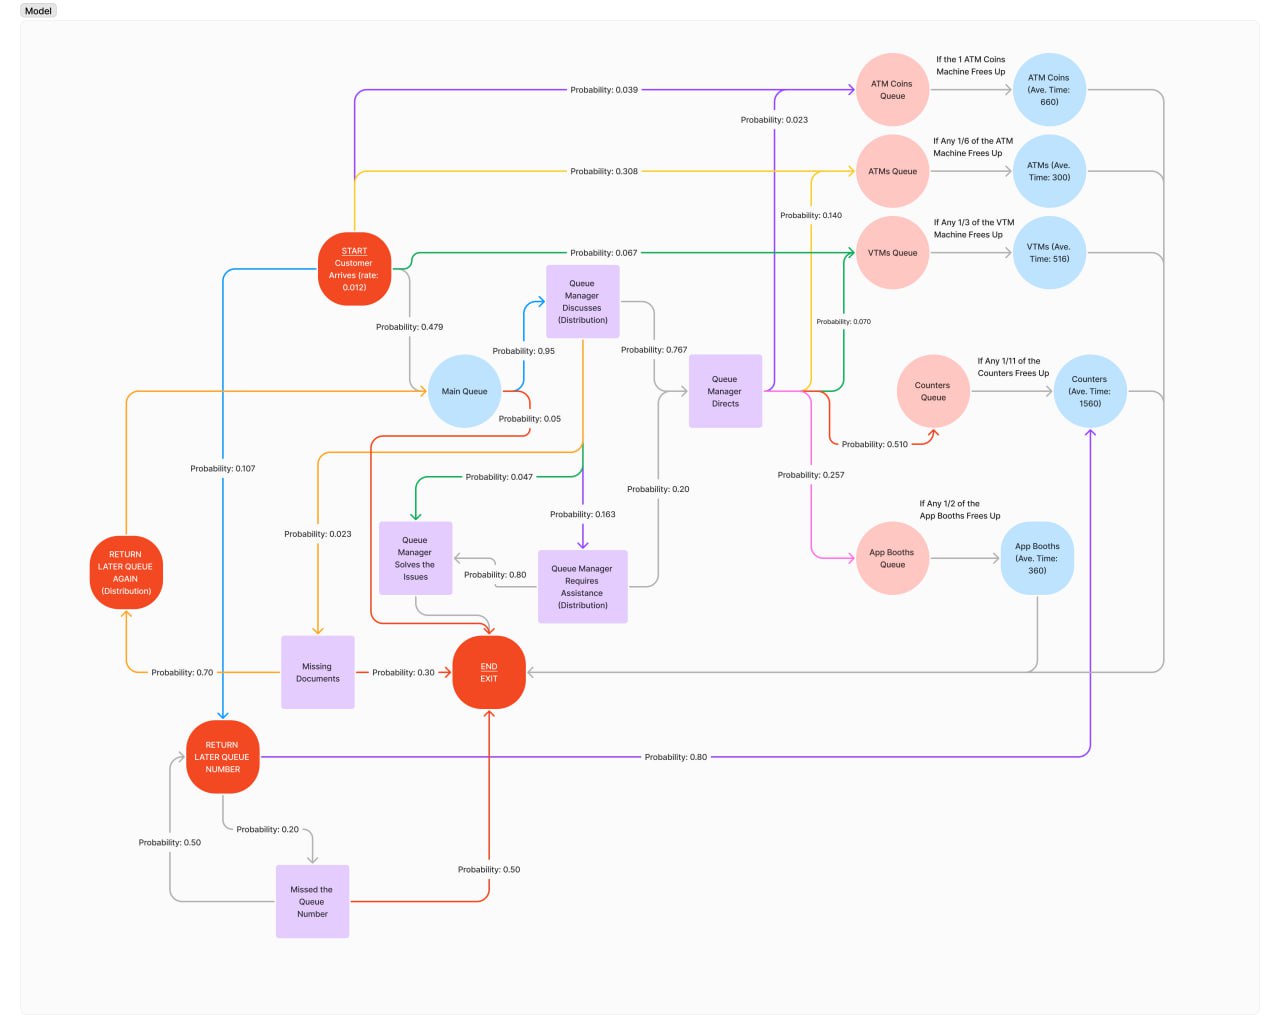 Model
If the 1 ATM Coins
Machine Frees Up
ATM Coins
Queue
ATM Coins
(Ave. Time:
660)
Probability: 0.039
Probability: 0.023
If Any 1/6 of the ATM
Machine Frees Up
ATMs Queue
ATMs (Ave.
Time: 300)
Probability: 0.308
Probability: 0.140
If Any 1/3 of the VTM
Machine Frees Up
VTMs Queue
VTMs (Ave.
Time: 516)
START
Customer
Arrives (rate:
0.012)
Probability: 0.067
Queue
Manager
Discusses
(Distribution)
Probability: 0.479
Probability: 0.070
Probability: 0.95
Probability: 0.767
Main Queue
Queue
Manager
Directs
Counters
Queue
If Any 1/11 of the
Counters Frees Up
Counters
(Ave. Time:
1560)
Probability: 0.05
Probability: 0.510
Probability: 0.107
Probability: 0.047
Probability: 0.257
Probability: 0.20
Probability: 0.163
If Any 1/2 of the
App Booths Frees Up
Probability: 0.023
Queue
Manager
Solves the
Issues
App Booths
Queue
App Booths
(Ave. Time:
360)
RETURN
LATER QUEUE
AGAIN
(Distribution)
Probability: 0.80
Queue Manager
Requires
Assistance
(Distribution)
Probability: 0.70
Missing
Documents
Probability: 0.30
END
EXIT
RETURN
LATER QUEUE
NUMBER
Probability: 0.80
Probability: 0.20
Probability: 0.50
Probability: 0.50
Missed the
Queue
Number